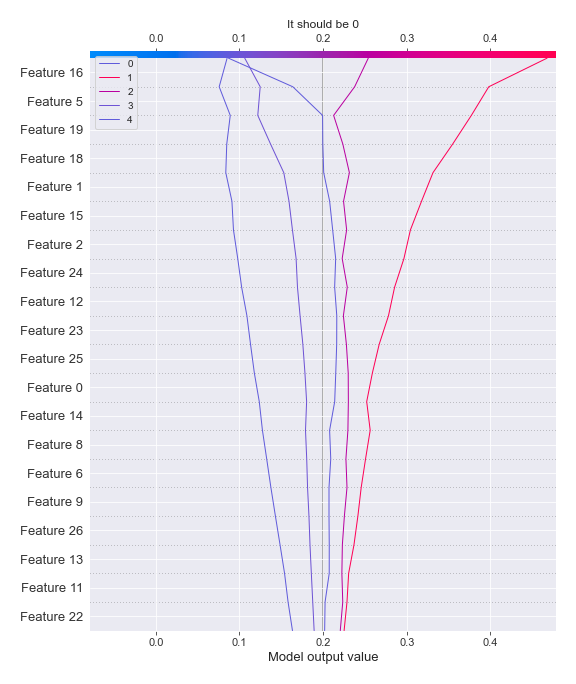 It should be 0
0.0 0.1 0.2 0.3 0.4
0
1
2
3
4
Feature 16
Feature 5
Feature 19
Feature 18
Feature 1
Feature 15
Feature 2
Feature 24
Feature 12
Feature 23
Feature 25
Feature 0
Feature 14
Feature 8
Feature 6
Feature 9
Feature 26
Feature 13
Feature 11
Feature 22
0.0 0.1 0.2 0.3 0.4
Model output value